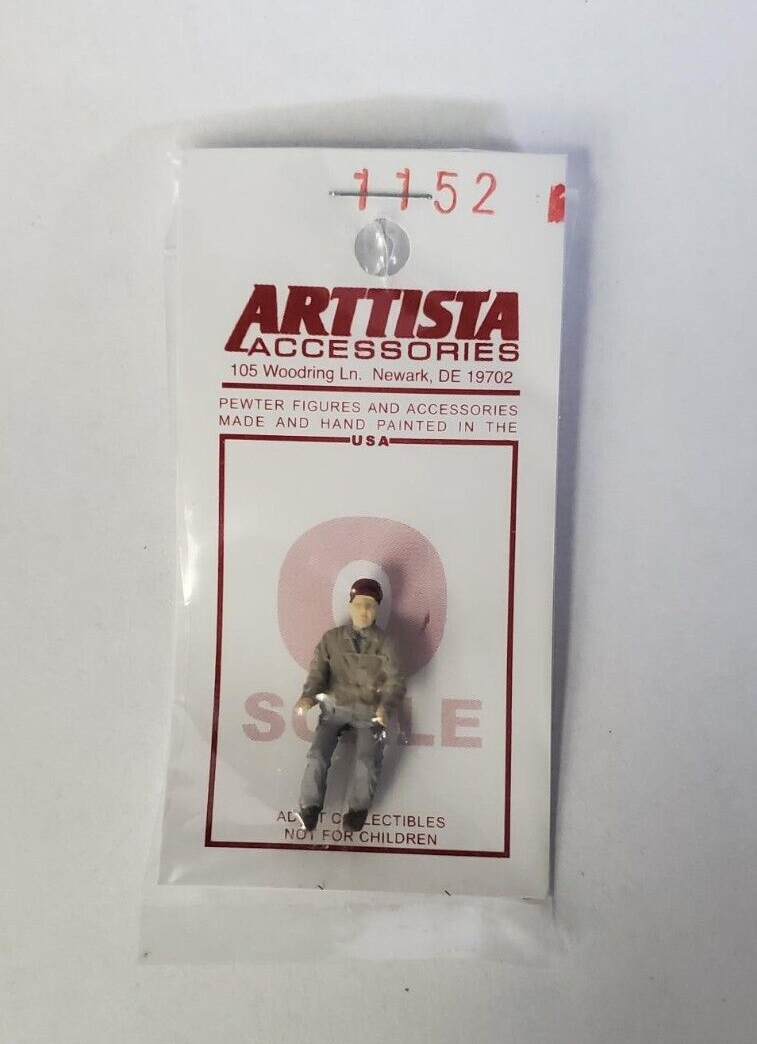 1152
ARTTISTA
ACCESSORIES
105 Woodring Ln. Newark, DE 19702
PEWTER FIGURES AND ACCESSORIES
MADE AND HAND PAINTED IN THE
USA
O
SCALE
ADULT COLLECTIBLES
NOT FOR CHILDREN